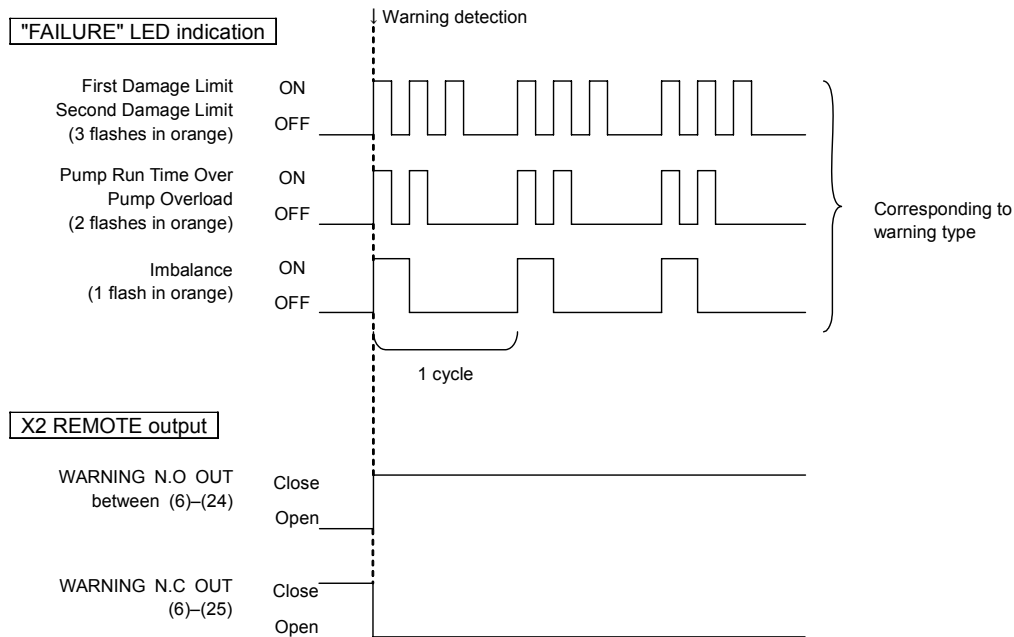 ↓ Warning detection
"FAILURE" LED indication
First Damage Limit
Second Damage Limit
(3 flashes in orange)
ON
OFF
Pump Run Time Over
Pump Overload
(2 flashes in orange)
ON
OFF
Imbalance
(1 flash in orange)
ON
OFF
Corresponding to
warning type
1 cycle
X2 REMOTE output
WARNING N.O OUT
between (6)–(24)
Close
Open
WARNING N.C OUT
(6)–(25)
Close
Open